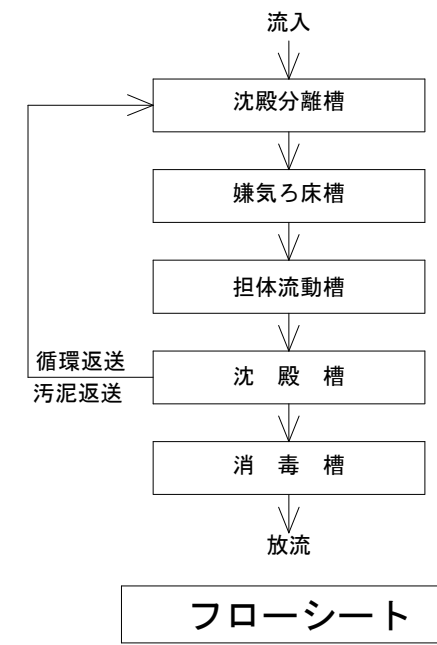 流入
沈殿分離槽
嫌気ろ床槽
担体流動槽
循環返送
汚泥返送
沈　殿　槽
消　毒　槽
放流
フローシート